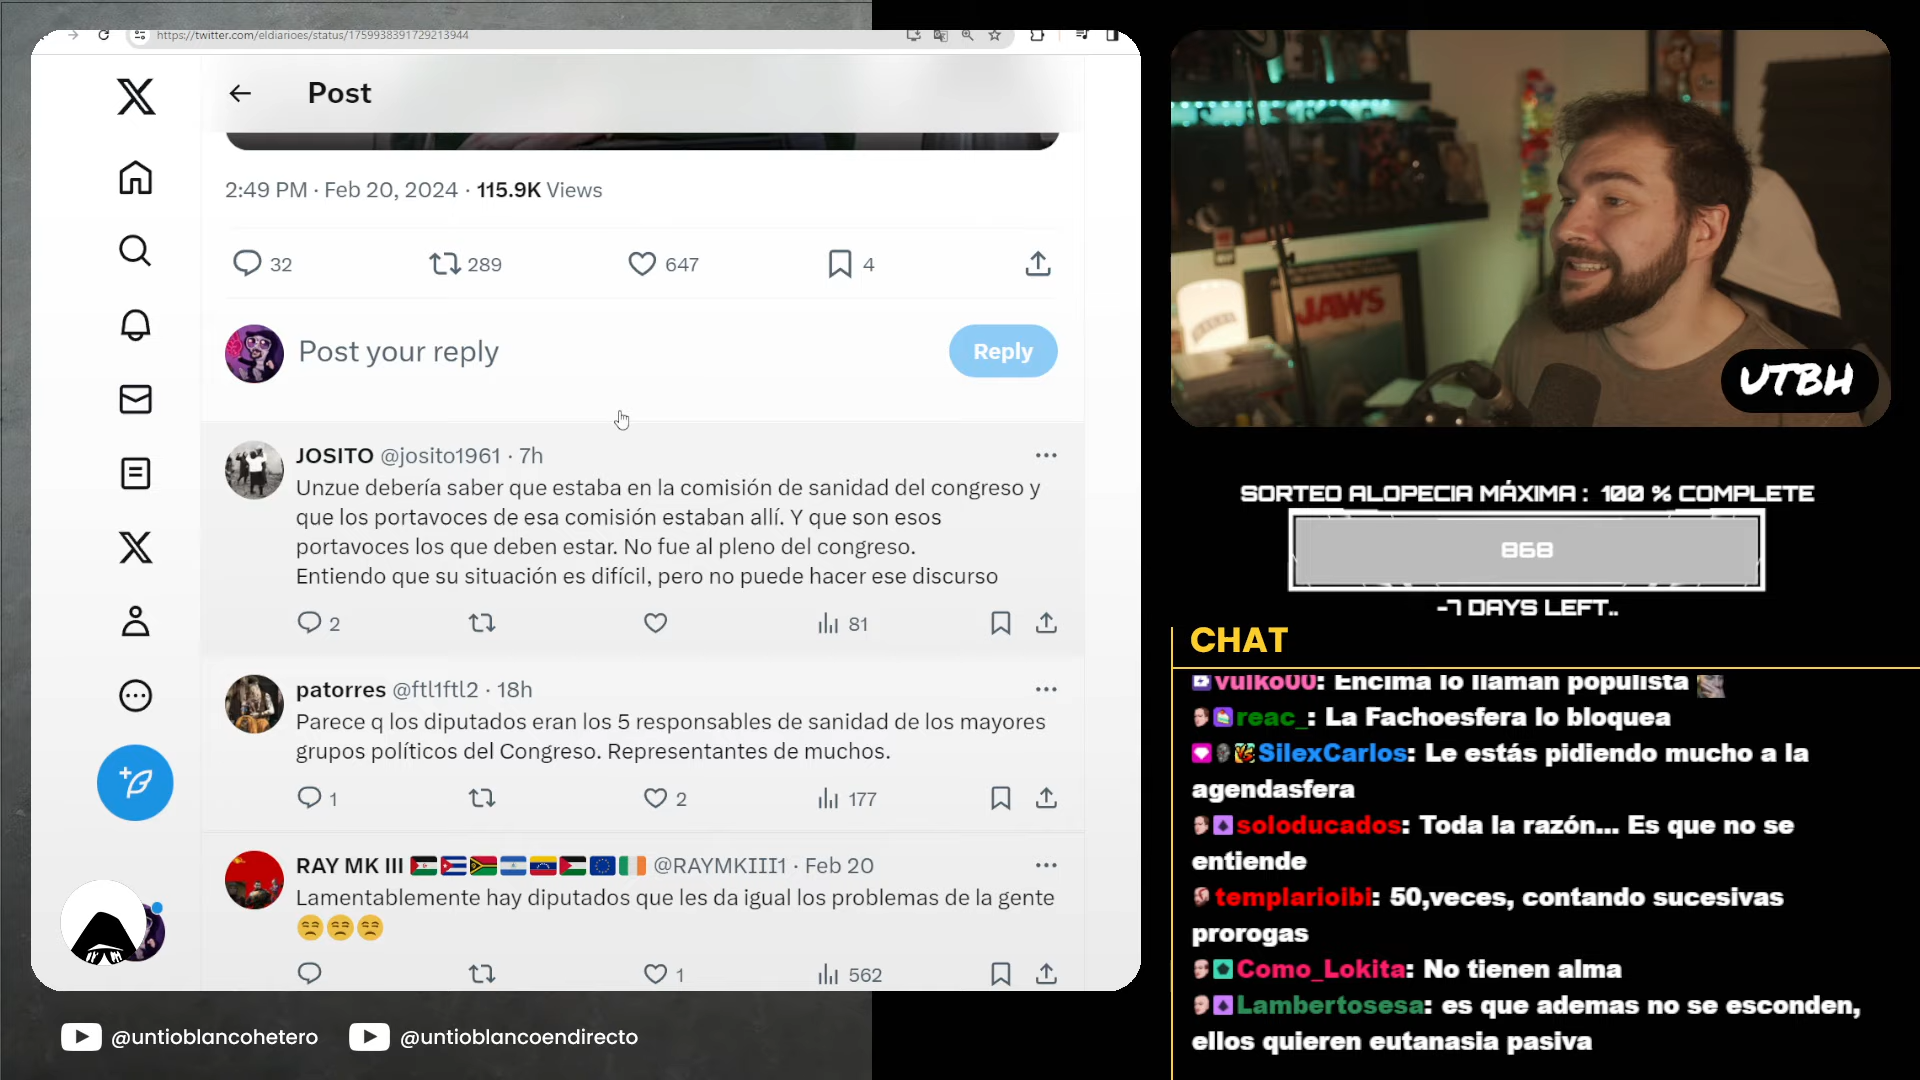 https://twitter.com/eldiarioes/status/1759938391729213944
Post
2:49 PM · Feb 20, 2024 · 115.9K Views
32
289
647
4
Post your reply
Reply
JOSITO @josito1961 · 7h
Unzue debería saber que estaba en la comisión de sanidad del congreso y
que los portavoces de esa comisión estaban allí. Y que son esos
portavoces los que deben estar. No fue al pleno del congreso.
Entiendo que su situación es difícil, pero no puede hacer ese discurso
2
81
patorres @ftl1ftl2 · 18h
Parece q los diputados eran los 5 responsables de sanidad de los mayores
grupos políticos del Congreso. Representantes de muchos.
1
2
177
RAY MK III @RAYMKIII1 · Feb 20
Lamentablemente hay diputados que les da igual los problemas de la gente
1
562
@untioblancohetero
@untioblancoendirecto
JAWS
UTBH
SORTEO ALOPECIA MÁXIMA : 100 % COMPLETE
868
-7 DAYS LEFT..
CHAT
vulko00: Encima lo llaman populista
reac_: La Fachoesfera lo bloquea
SilexCarlos: Le estás pidiendo mucho a la
agendasfera
soloducados: Toda la razón... Es que no se
entiende
templarioibi: 50,veces, contando sucesivas
prorogas
Como_Lokita: No tienen alma
Lambertosesa: es que ademas no se esconden,
ellos quieren eutanasia pasiva